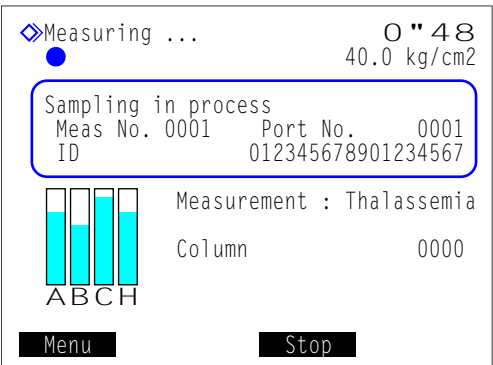 Measuring ... 0"48
40.0 kg/cm2
Sampling in process
Meas No. 0001 Port No. 0001
ID 012345678901234567
Measurement : Thalassemia
Column 0000
ABCH
Menu Stop